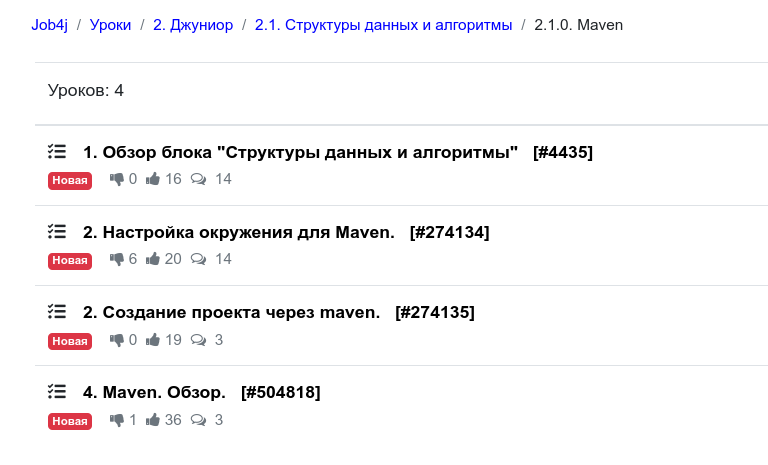 Job4j / Уроки / 2. Джуниор / 2.1. Структуры данных и алгоритмы / 2.1.0. Maven
Уроков: 4
1. Обзор блока "Структуры данных и алгоритмы" [#4435]
Новая 0 16 14
2. Настройка окружения для Maven. [#274134]
Новая 6 20 14
2. Создание проекта через maven. [#274135]
Новая 0 19 3
4. Maven. Обзор. [#504818]
Новая 1 36 3